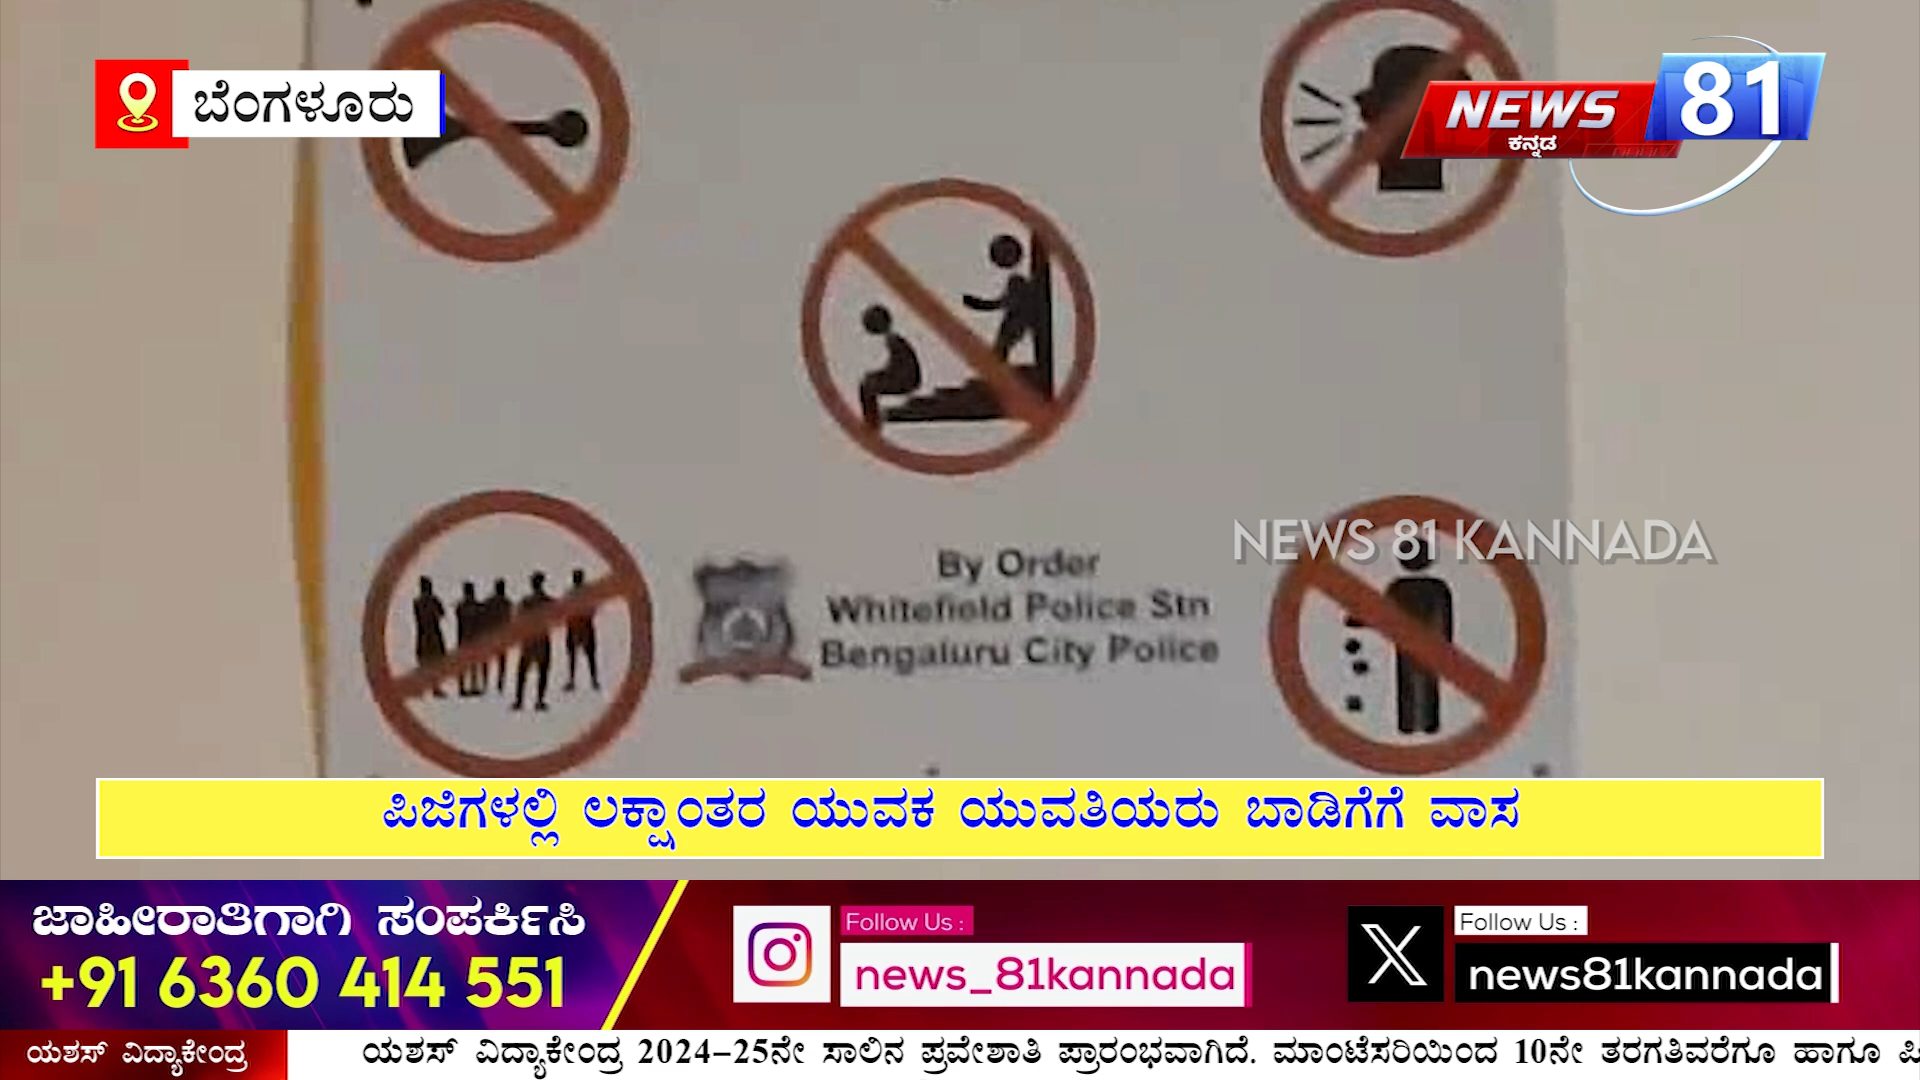 ಬೆಂಗಳೂರು
NEWS 81
ಕನ್ನಡ
NEWS 81 KANNADA
By Order
Whitefield Police Stn
Bengaluru City Police
ಪಿಜಿಗಳಲ್ಲಿ ಲಕ್ಷಾಂತರ ಯುವಕ ಯುವತಿಯರು ಬಾಡಿಗೆಗೆ ವಾಸ
ಜಾಹೀರಾತಿಗಾಗಿ ಸಂಪರ್ಕಿಸಿ
+91 6360 414 551
Follow Us :
news_81kannada
Follow Us :
news81kannada
ಯಶಸ್ ವಿದ್ಯಾಕೇಂದ್ರ
ಯಶಸ್ ವಿದ್ಯಾಕೇಂದ್ರ 2024-25ನೇ ಸಾಲಿನ ಪ್ರವೇಶಾತಿ ಪ್ರಾರಂಭವಾಗಿದೆ. ಮಾಂಟೆಸರಿಯಿಂದ 10ನೇ ತರಗತಿವರೆಗೂ ಹಾಗೂ